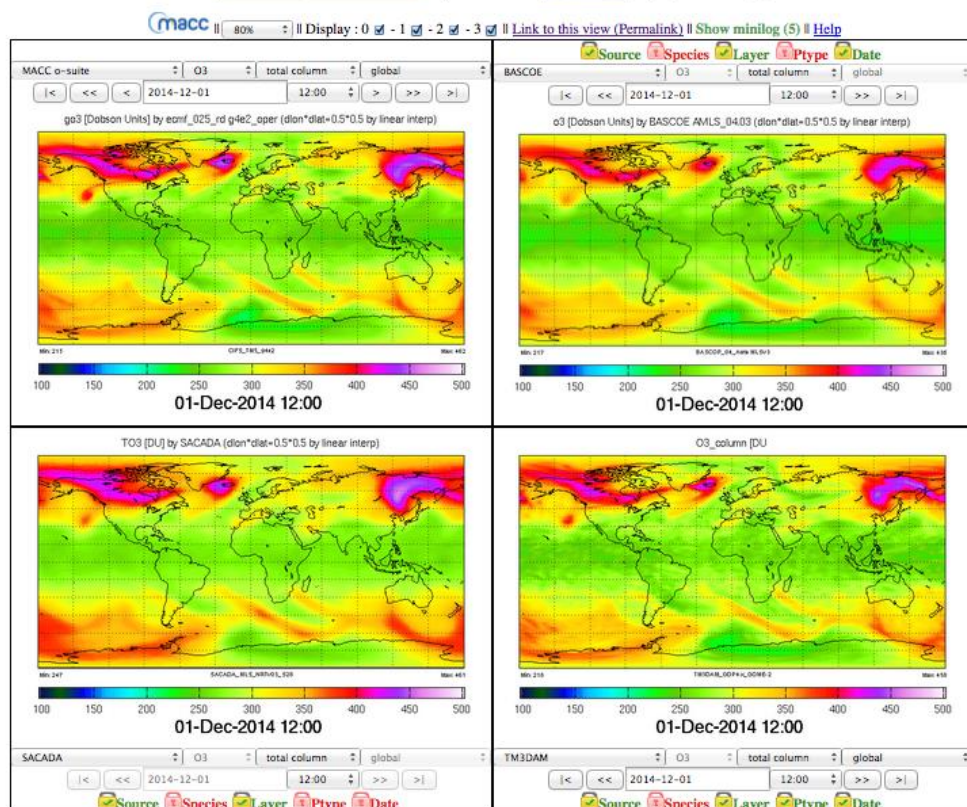 macc || 80% || Display : 0 - 1 - 2 - 3 || Link to this view (Permalink) || Show minilog (5) || Help
MACC o-suite O3 total column global
|< << < 2014-12-01 12:00 > >> >|
go3 [Dobson Units] by ecmf_025_rd g4e2_oper (dlon*dlat=0.5*0.5 by linear interp)
100 150 200 250 300 350 400 450 500
01-Dec-2014 12:00
Source Species Layer Ptype Date
BASCOE O3 total column global
|< << 2014-12-01 12:00 >> >|
o3 [Dobson Units] by BASCOE AMLS_04.03 (dlon*dlat=0.5*0.5 by linear interp)
Min: 217
100 150 200 250 300 350 400 450 500
01-Dec-2014 12:00
TO3 [DU] by SACADA (dlon*dlat=0.5*0.5 by linear interp)
Min: 247
100 150 200 250 300 350 400 450 500
01-Dec-2014 12:00
SACADA O3 total column global
|< << 2014-12-01 12:00 >> >|
Source Species Layer Ptype Date
O3_column [DU
100 150 200 250 300 350 400 450 500
01-Dec-2014 12:00
TM3DAM O3 total column global
|< << 2014-12-01 12:00 >> >|
Source Species Layer Ptype Date